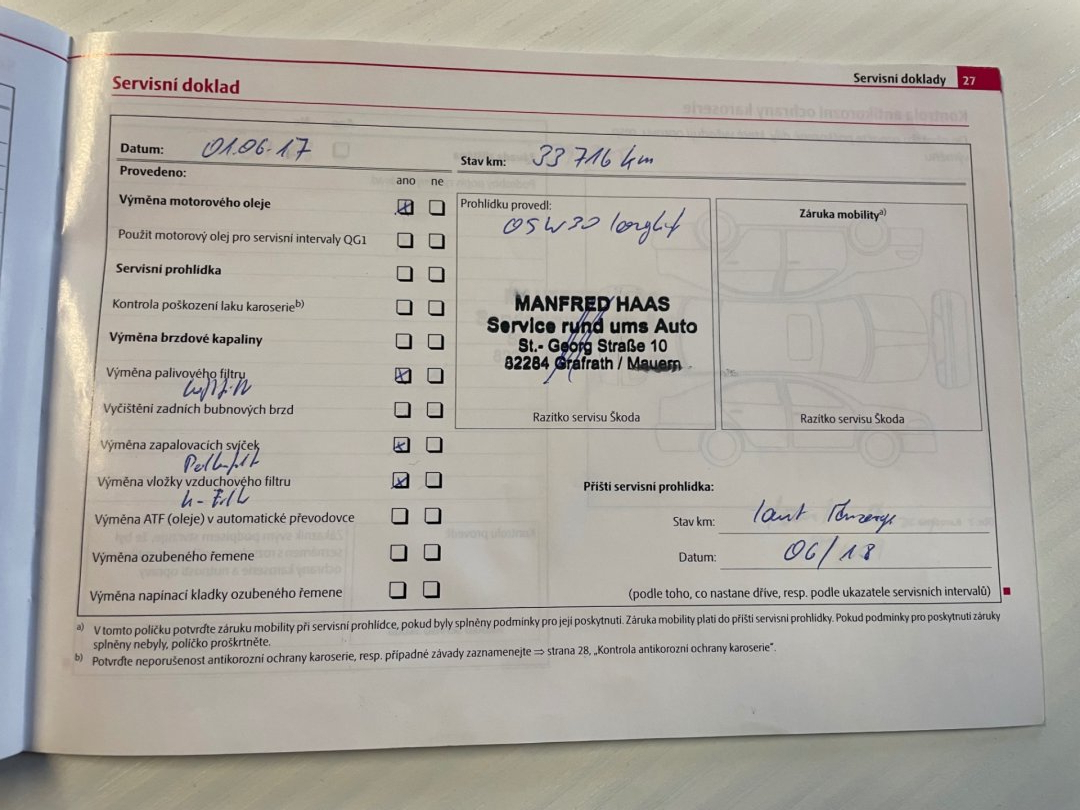 Servisní doklady 27
Servisní doklad
Datum: 01.06.17
Stav km: 33 716 km
Provedeno:
ano ne
Výměna motorového oleje
Použit motorový olej pro servisní intervaly QG1
Servisní prohlídka
Kontrola poškození laku karoserie b)
Výměna brzdové kapaliny
Výměna palivového filtru
Vyčištění zadních bubnových brzd
Výměna zapalovacích svíček
Výměna vložky vzduchového filtru
Výměna ATF (oleje) v automatické převodovce
Výměna ozubeného řemene
Výměna napínací kladky ozubeného řemene
Prohlídku provedl:
05W30 longlif
MANFRED HAAS
Service rund ums Auto
St.- Georg Straße 10
82284 Grafrath / Mauern
Razítko servisu Škoda
Záruka mobility a)
Razítko servisu Škoda
Příští servisní prohlídka:
Stav km: laut
Datum: 06/18
(podle toho, co nastane dříve, resp. podle ukazatele servisních intervalů)
a) V tomto políčku potvrďte záruku mobility při servisní prohlídce, pokud byly splněny podmínky pro její poskytnutí. Záruka mobility platí do příští servisní prohlídky. Pokud podmínky pro poskytnutí záruky
splněny nebyly, políčko proškrtněte.
b) Potvrďte neporušenost antikorozní ochrany karoserie, resp. případné závady zaznamenejte ⇒ strana 28, „Kontrola antikorozní ochrany karoserie“.